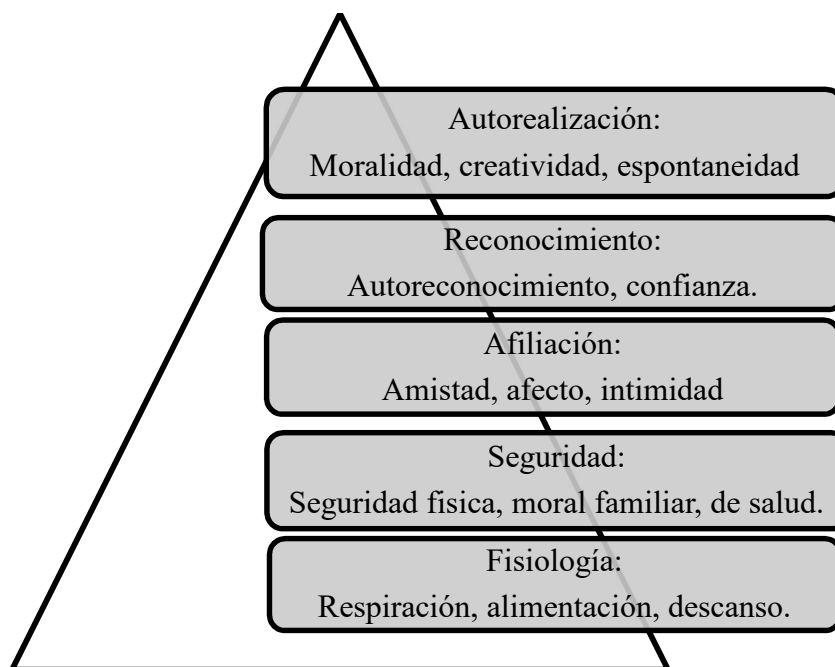 Autorealización:
Moralidad, creatividad, espontaneidad
Reconocimiento:
Autoreconocimiento, confianza.
Afiliación:
Amistad, afecto, intimidad
Seguridad:
Seguridad fisica, moral familiar, de salud.
Fisiología:
Respiración, alimentación, descanso.